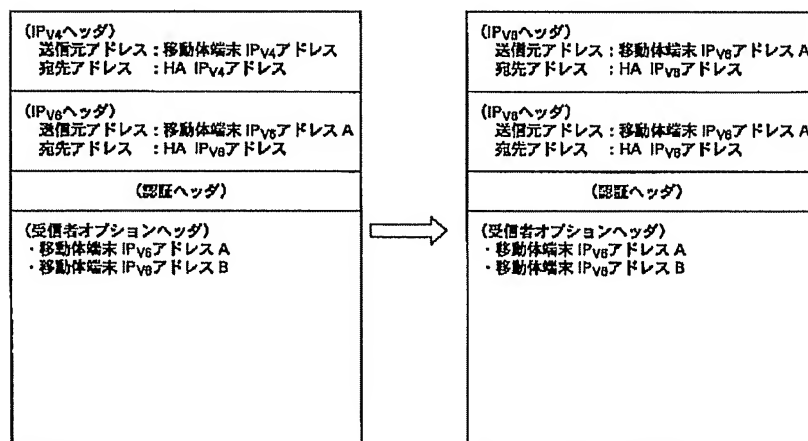 (IPV4ヘッダ)
送信元アドレス：移動体端末 IPV4アドレス
宛先アドレス　：HA IPV4アドレス
(IPV6ヘッダ)
送信元アドレス：移動体端末 IPV6アドレス A
宛先アドレス　：HA IPV6アドレス
(認証ヘッダ)
(受信者オプションヘッダ)
・移動体端末 IPV6アドレス A
・移動体端末 IPV6アドレス B
(IPV6ヘッダ)
送信元アドレス：移動体端末 IPV6アドレス A
宛先アドレス　：HA IPV6アドレス
(IPV6ヘッダ)
送信元アドレス：移動体端末 IPV6アドレス A
宛先アドレス　：HA IPV6アドレス
(認証ヘッダ)
(受信者オプションヘッダ)
・移動体端末 IPV6アドレス A
・移動体端末 IPV6アドレス B